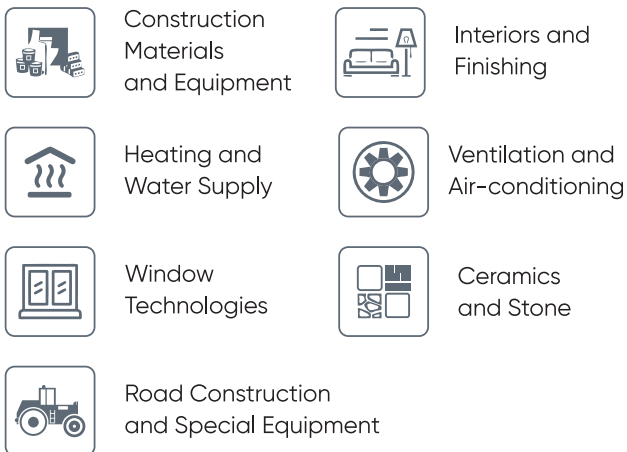 Construction
Materials
and Equipment
Interiors and
Finishing
Heating and
Water Supply
Ventilation and
Air-conditioning
Window
Technologies
Ceramics
and Stone
Road Construction
and Special Equipment